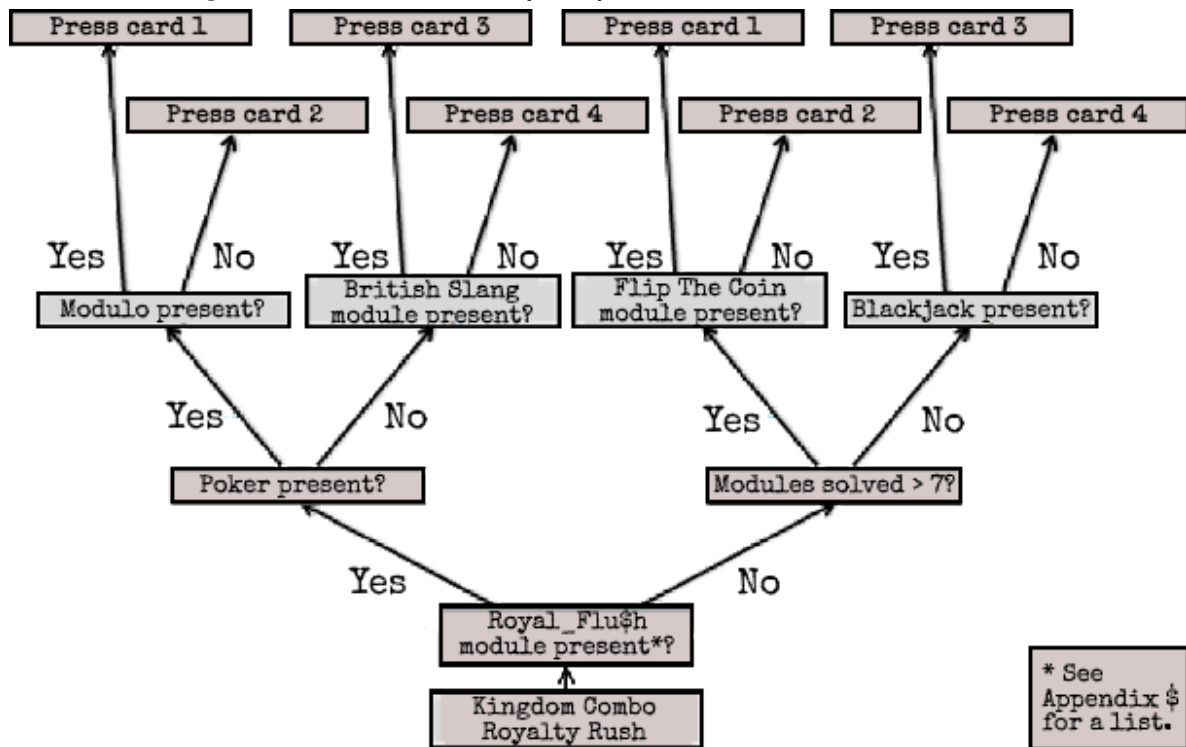 Press card 1
Press card 3
Press card 1
Press card 3
Press card 2
Press card 4
Press card 2
Press card 4
Yes
No
Yes
No
Yes
No
Yes
No
Modulo present?
British Slang
module present?
Flip The Coin
module present?
Blackjack present?
Yes
No
Yes
No
Poker present?
Modules solved > 7?
Yes
No
Royal_Flu$h
module present*?
Kingdom Combo
Royalty Rush
* See
Appendix $
for a list.